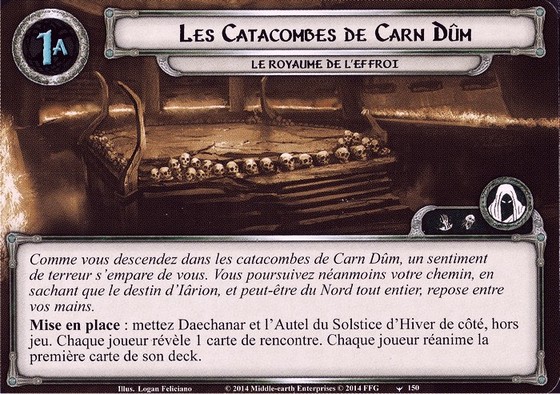 1A
LES CATACOMBES DE CARN DÛM
LE ROYAUME DE L'EFFROI
Comme vous descendez dans les catacombes de Carn Dûm, un sentiment
de terreur s'empare de vous. Vous poursuivez néanmoins votre chemin, en
sachant que le destin d'Iârion, et peut-être du Nord tout entier, repose entre
vos mains.
Mise en place : mettez Daechanar et l'Autel du Solstice d'Hiver de côté, hors
jeu. Chaque joueur révèle 1 carte de rencontre. Chaque joueur réanime la
première carte de son deck.
Illus. Logan Feliciano © 2014 Middle-earth Enterprises © 2014 FFG 150